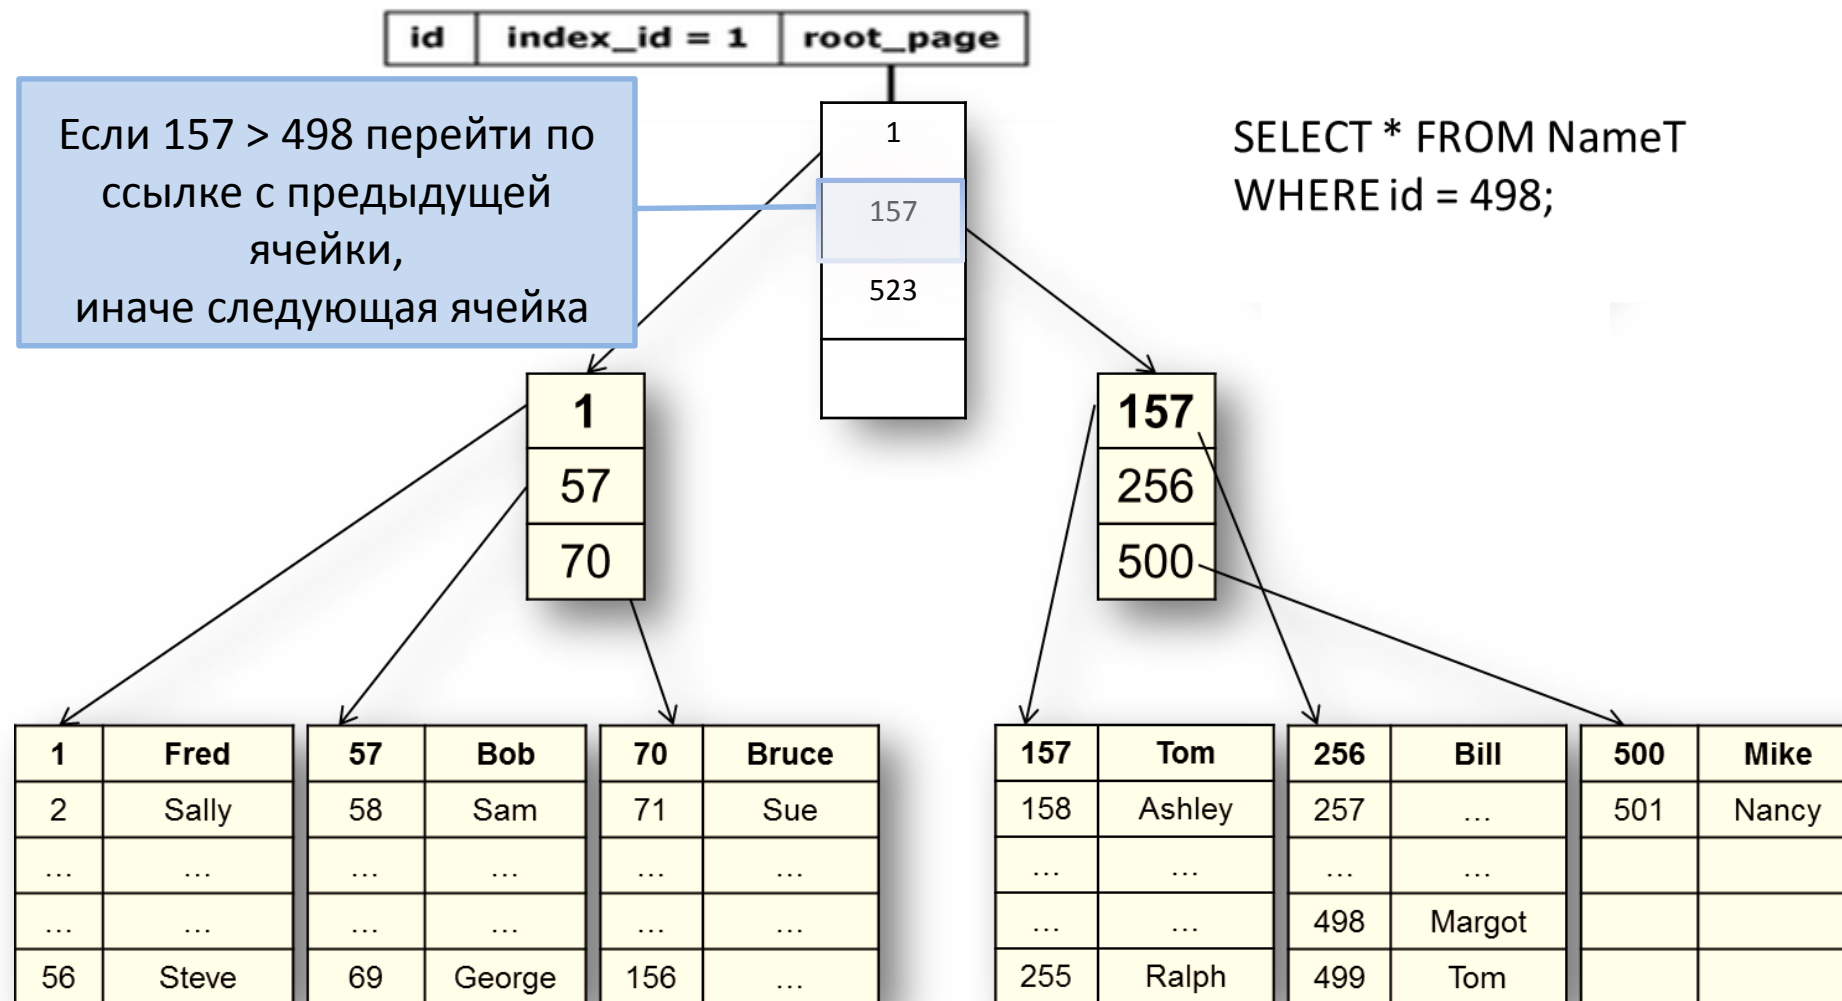 id index_id = 1 root_page
Если 157 > 498 перейти по
ссылке с предыдущей
ячейки,
иначе следующая ячейка
1
157
523
SELECT * FROM NameT
WHERE id = 498;
1
57
70
157
256
500
1 Fred 57 Bob 70 Bruce 157 Tom 256 Bill 500 Mike
2 Sally 58 Sam 71 Sue 158 Ashley 257 ... 501 Nancy
... ... ... ... ... ... ... ... ... ...
... ... ... ... ... ... ... ... 498 Margot
56 Steve 69 George 156 ... 255 Ralph 499 Tom